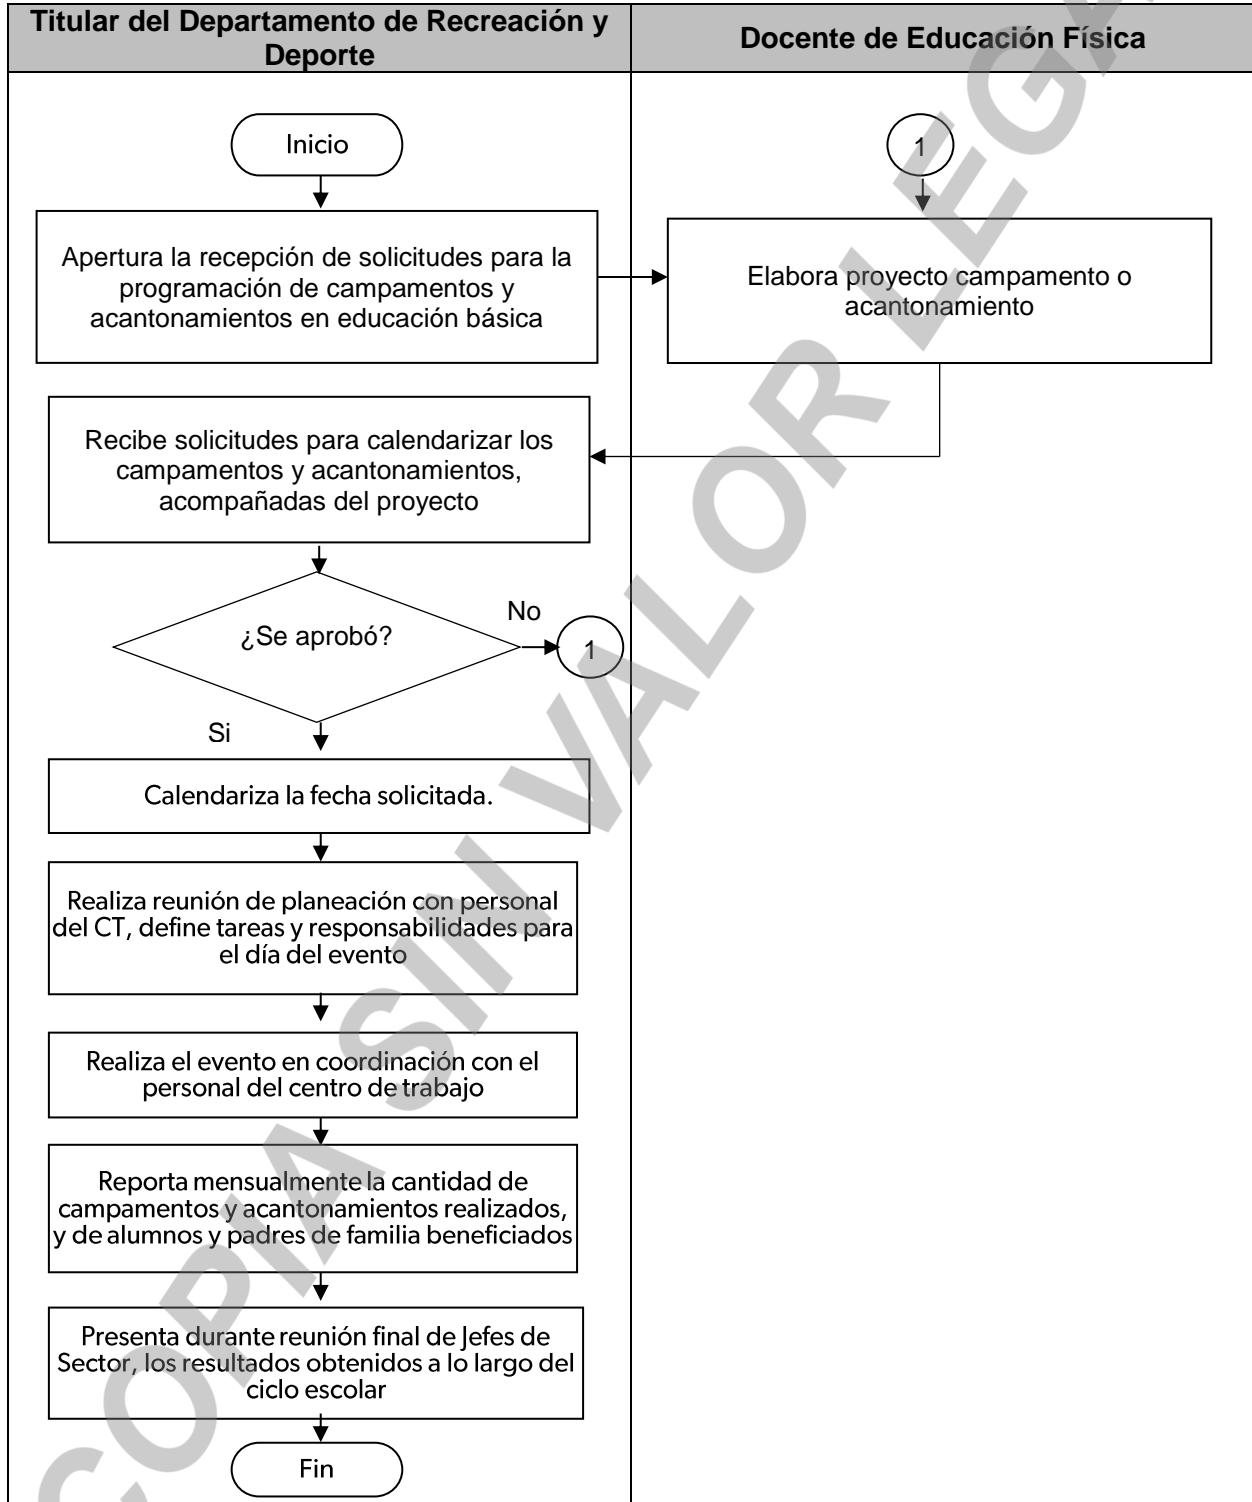 Titular del Departamento de Recreación y
Deporte
Docente de Educación Física
Inicio
1
Apertura la recepción de solicitudes para la
programación de campamentos y
acantonamientos en educación básica
Elabora proyecto campamento o
acantonamiento
Recibe solicitudes para calendarizar los
campamentos y acantonamientos,
acompañadas del proyecto
¿Se aprobó?
No
1
Si
Calendariza la fecha solicitada.
Realiza reunión de planeación con personal
del CT, define tareas y responsabilidades para
el día del evento
Realiza el evento en coordinación con el
personal del centro de trabajo
Reporta mensualmente la cantidad de
campamentos y acantonamientos realizados,
y de alumnos y padres de familia beneficiados
Presenta durante reunión final de Jefes de
Sector, los resultados obtenidos a lo largo del
ciclo escolar
Fin
COPIA SIN VALOR LEGA